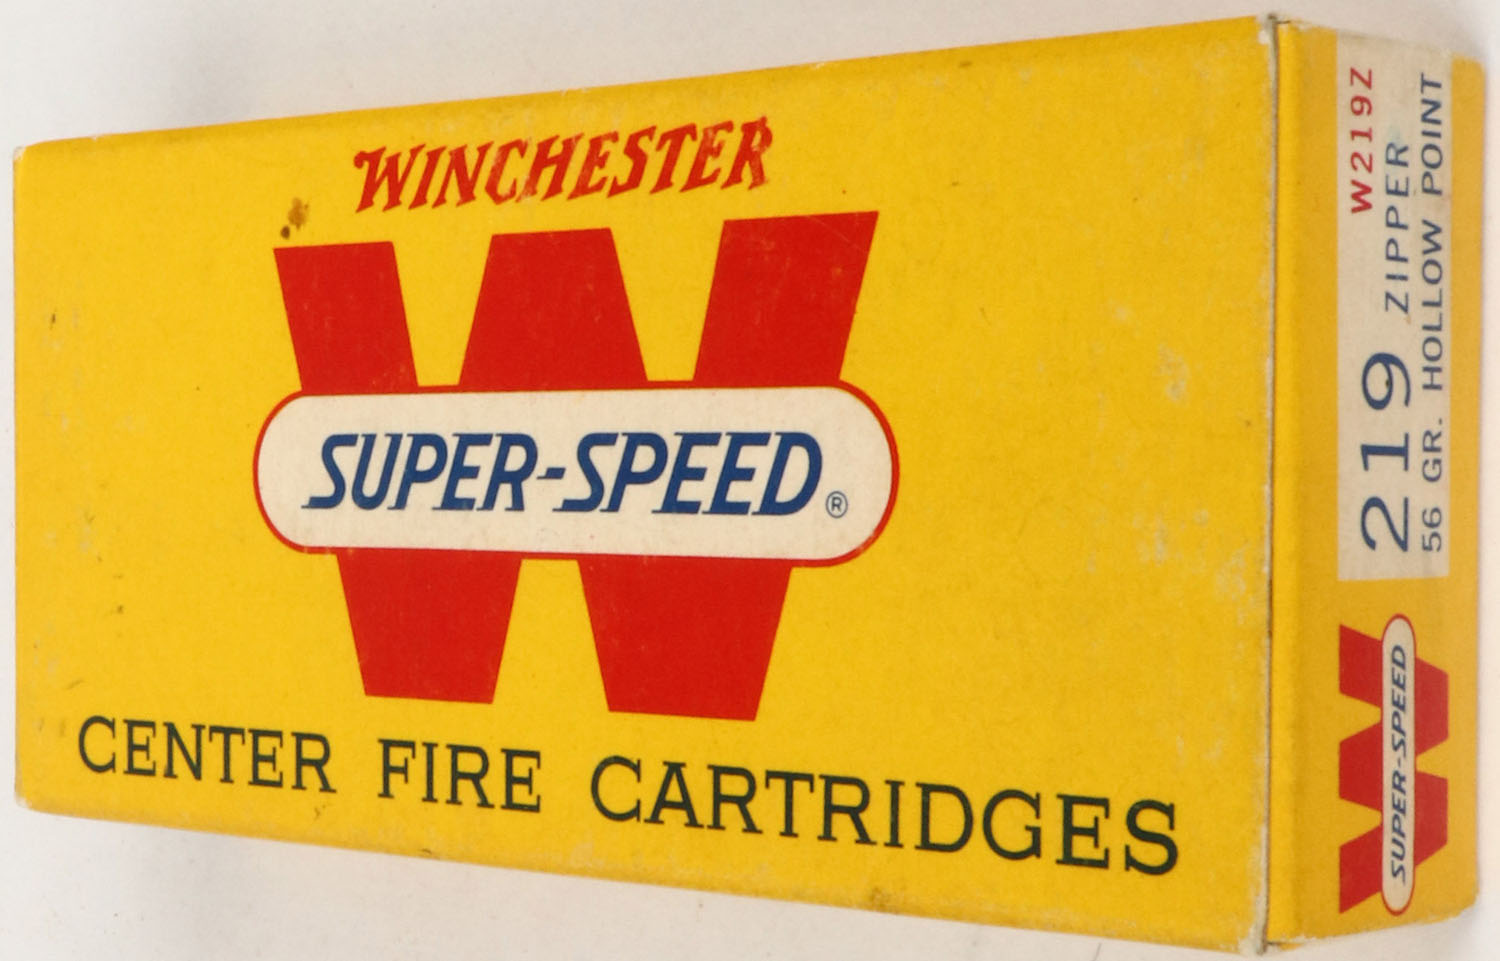 WINCHESTER
W
SUPER-SPEED®
CENTER FIRE CARTRIDGES
W219Z
219 ZIPPER
56 GR. HOLLOW POINT
W
SUPER-SPEED